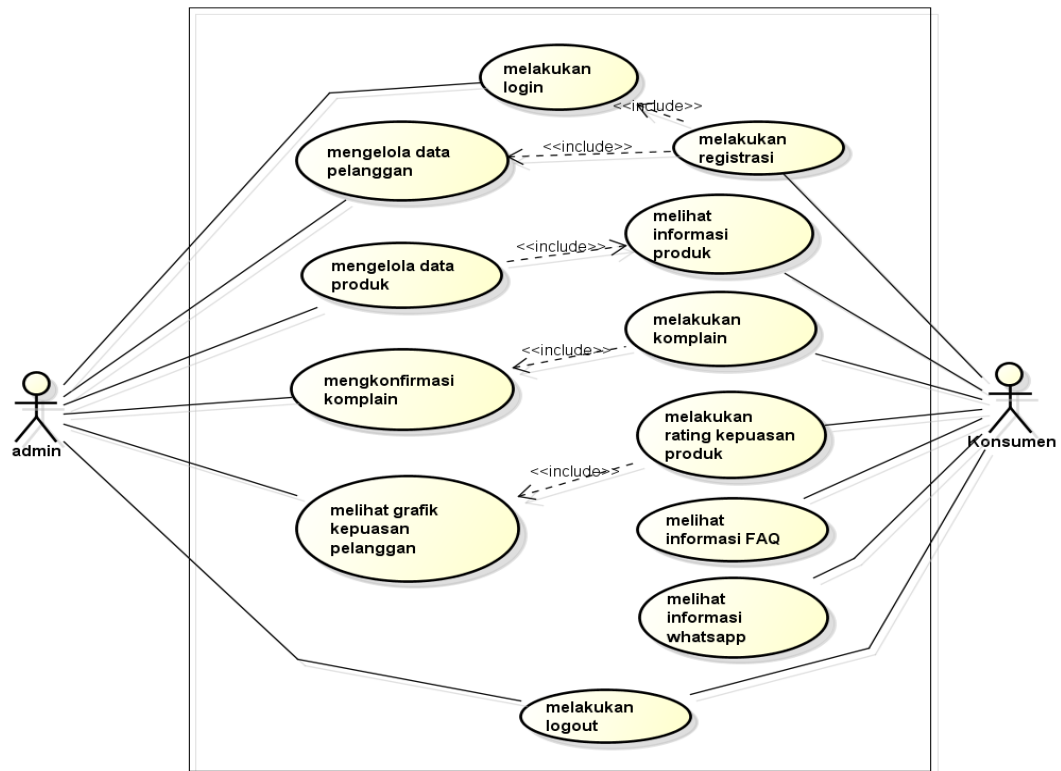 melakukan
login
<<include>>
melakukan
registrasi
<<include>>
mengelola data
pelanggan
melihat
informasi
produk
<<include>>
mengelola data
produk
melakukan
komplain
<<include>>
mengkonfirmasi
komplain
admin
Konsumen
melakukan
rating kepuasan
produk
<<include>>
melihat grafik
kepuasan
pelanggan
melihat
informasi FAQ
melihat
informasi
whatsapp
melakukan
logout